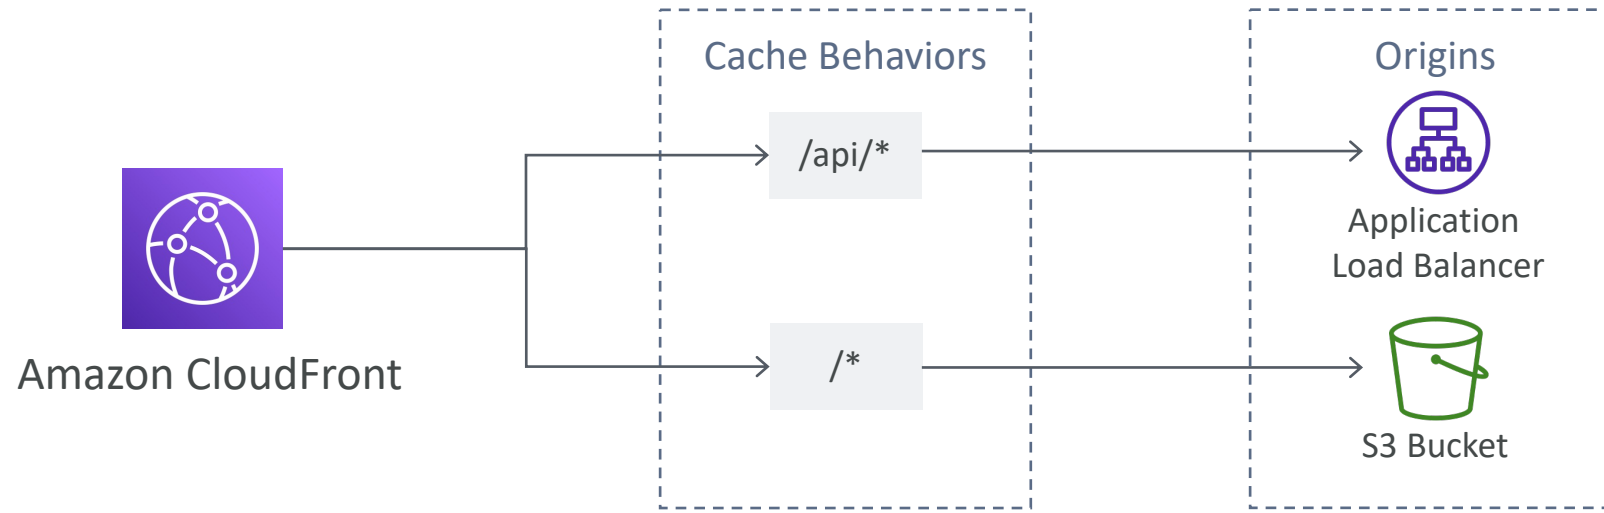 Cache Behaviors
Origins
/api/*
Application
Load Balancer
Amazon CloudFront
/*
S3 Bucket